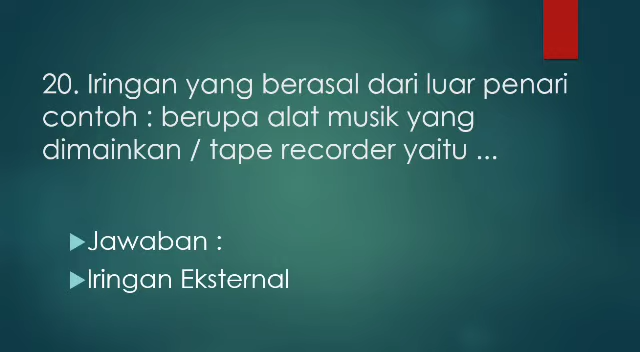 20. Iringan yang berasal dari luar penari
contoh : berupa alat musik yang
dimainkan / tape recorder yaitu ...
Jawaban :
Iringan Eksternal